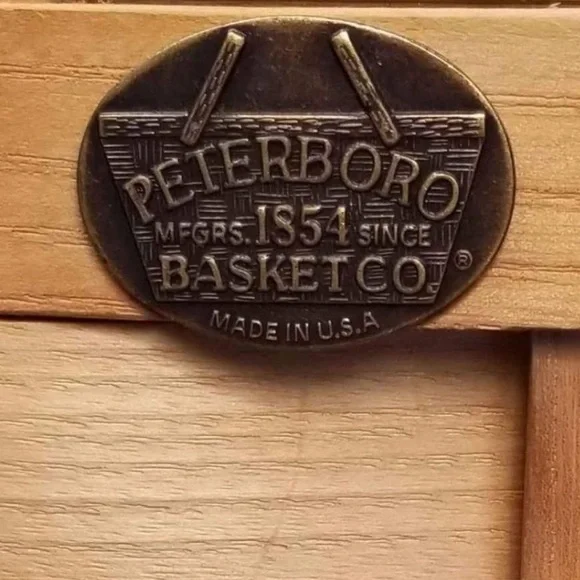 PETERBORO
MFGRS. 1854 SINCE
BASKET CO. ®
MADE IN U.S.A